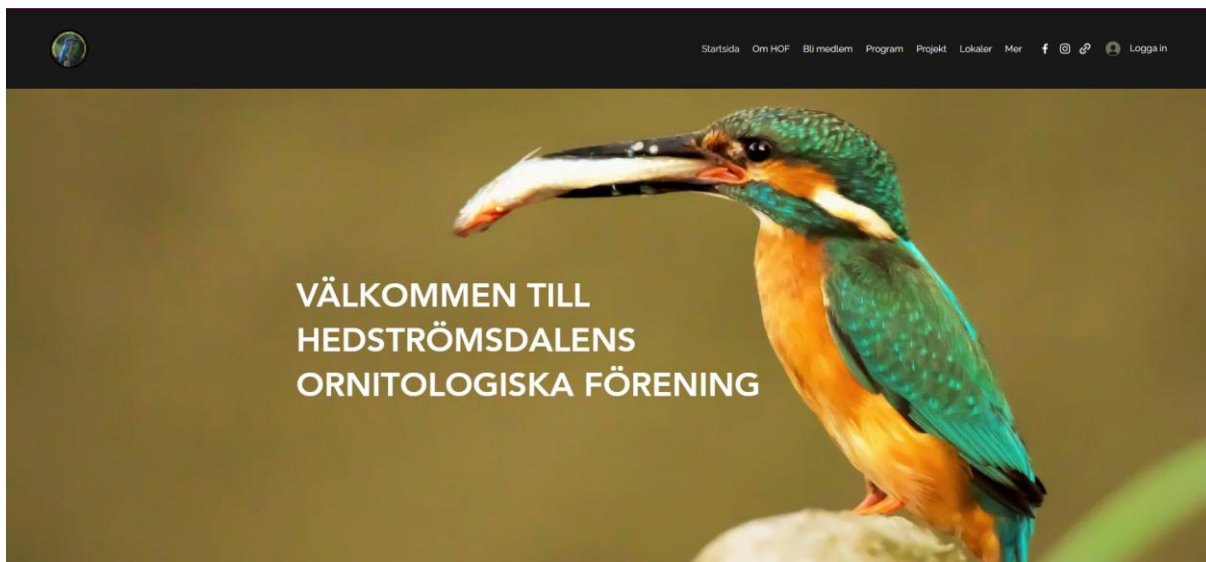 Startsida Om HOF Bli medlem Program Projekt Lokaler Mer Logga in
VÄLKOMMEN TILL
HEDSTRÖMSDALENS
ORNITOLOGISKA FÖRENING